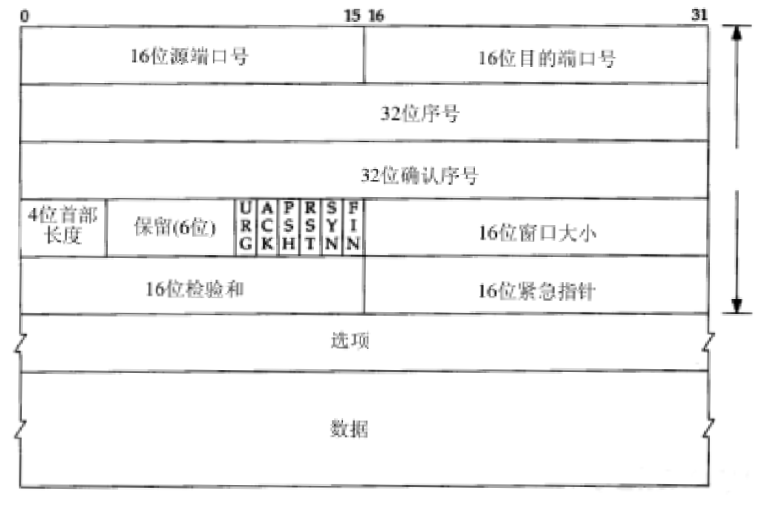 0 15 16 31
16位源端口号 16位目的端口号
32位序号
32位确认序号
4位首部
长度
保留(6位)
URG ACK PSH RST SYN FIN
16位窗口大小
16位检验和 16位紧急指针
选项
数据